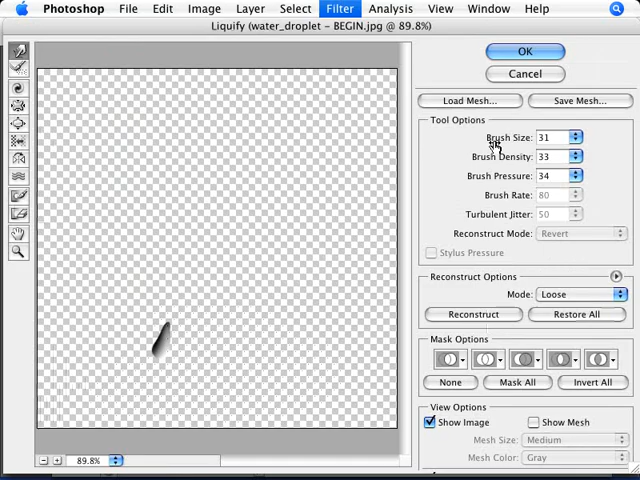 Photoshop File Edit Image Layer Select Filter Analysis View Window Help
Liquify (water_droplet – BEGIN.jpg @ 89.8%)
OK
Cancel
Load Mesh... Save Mesh...
Tool Options
Brush Size: 31
Brush Density: 33
Brush Pressure: 34
Brush Rate: 80
Turbulent Jitter: 50
Reconstruct Mode: Revert
Stylus Pressure
Reconstruct Options
Mode: Loose
Reconstruct Restore All
Mask Options
None Mask All Invert All
View Options
Show Image Show Mesh
Mesh Size: Medium
Mesh Color: Gray
89.8%